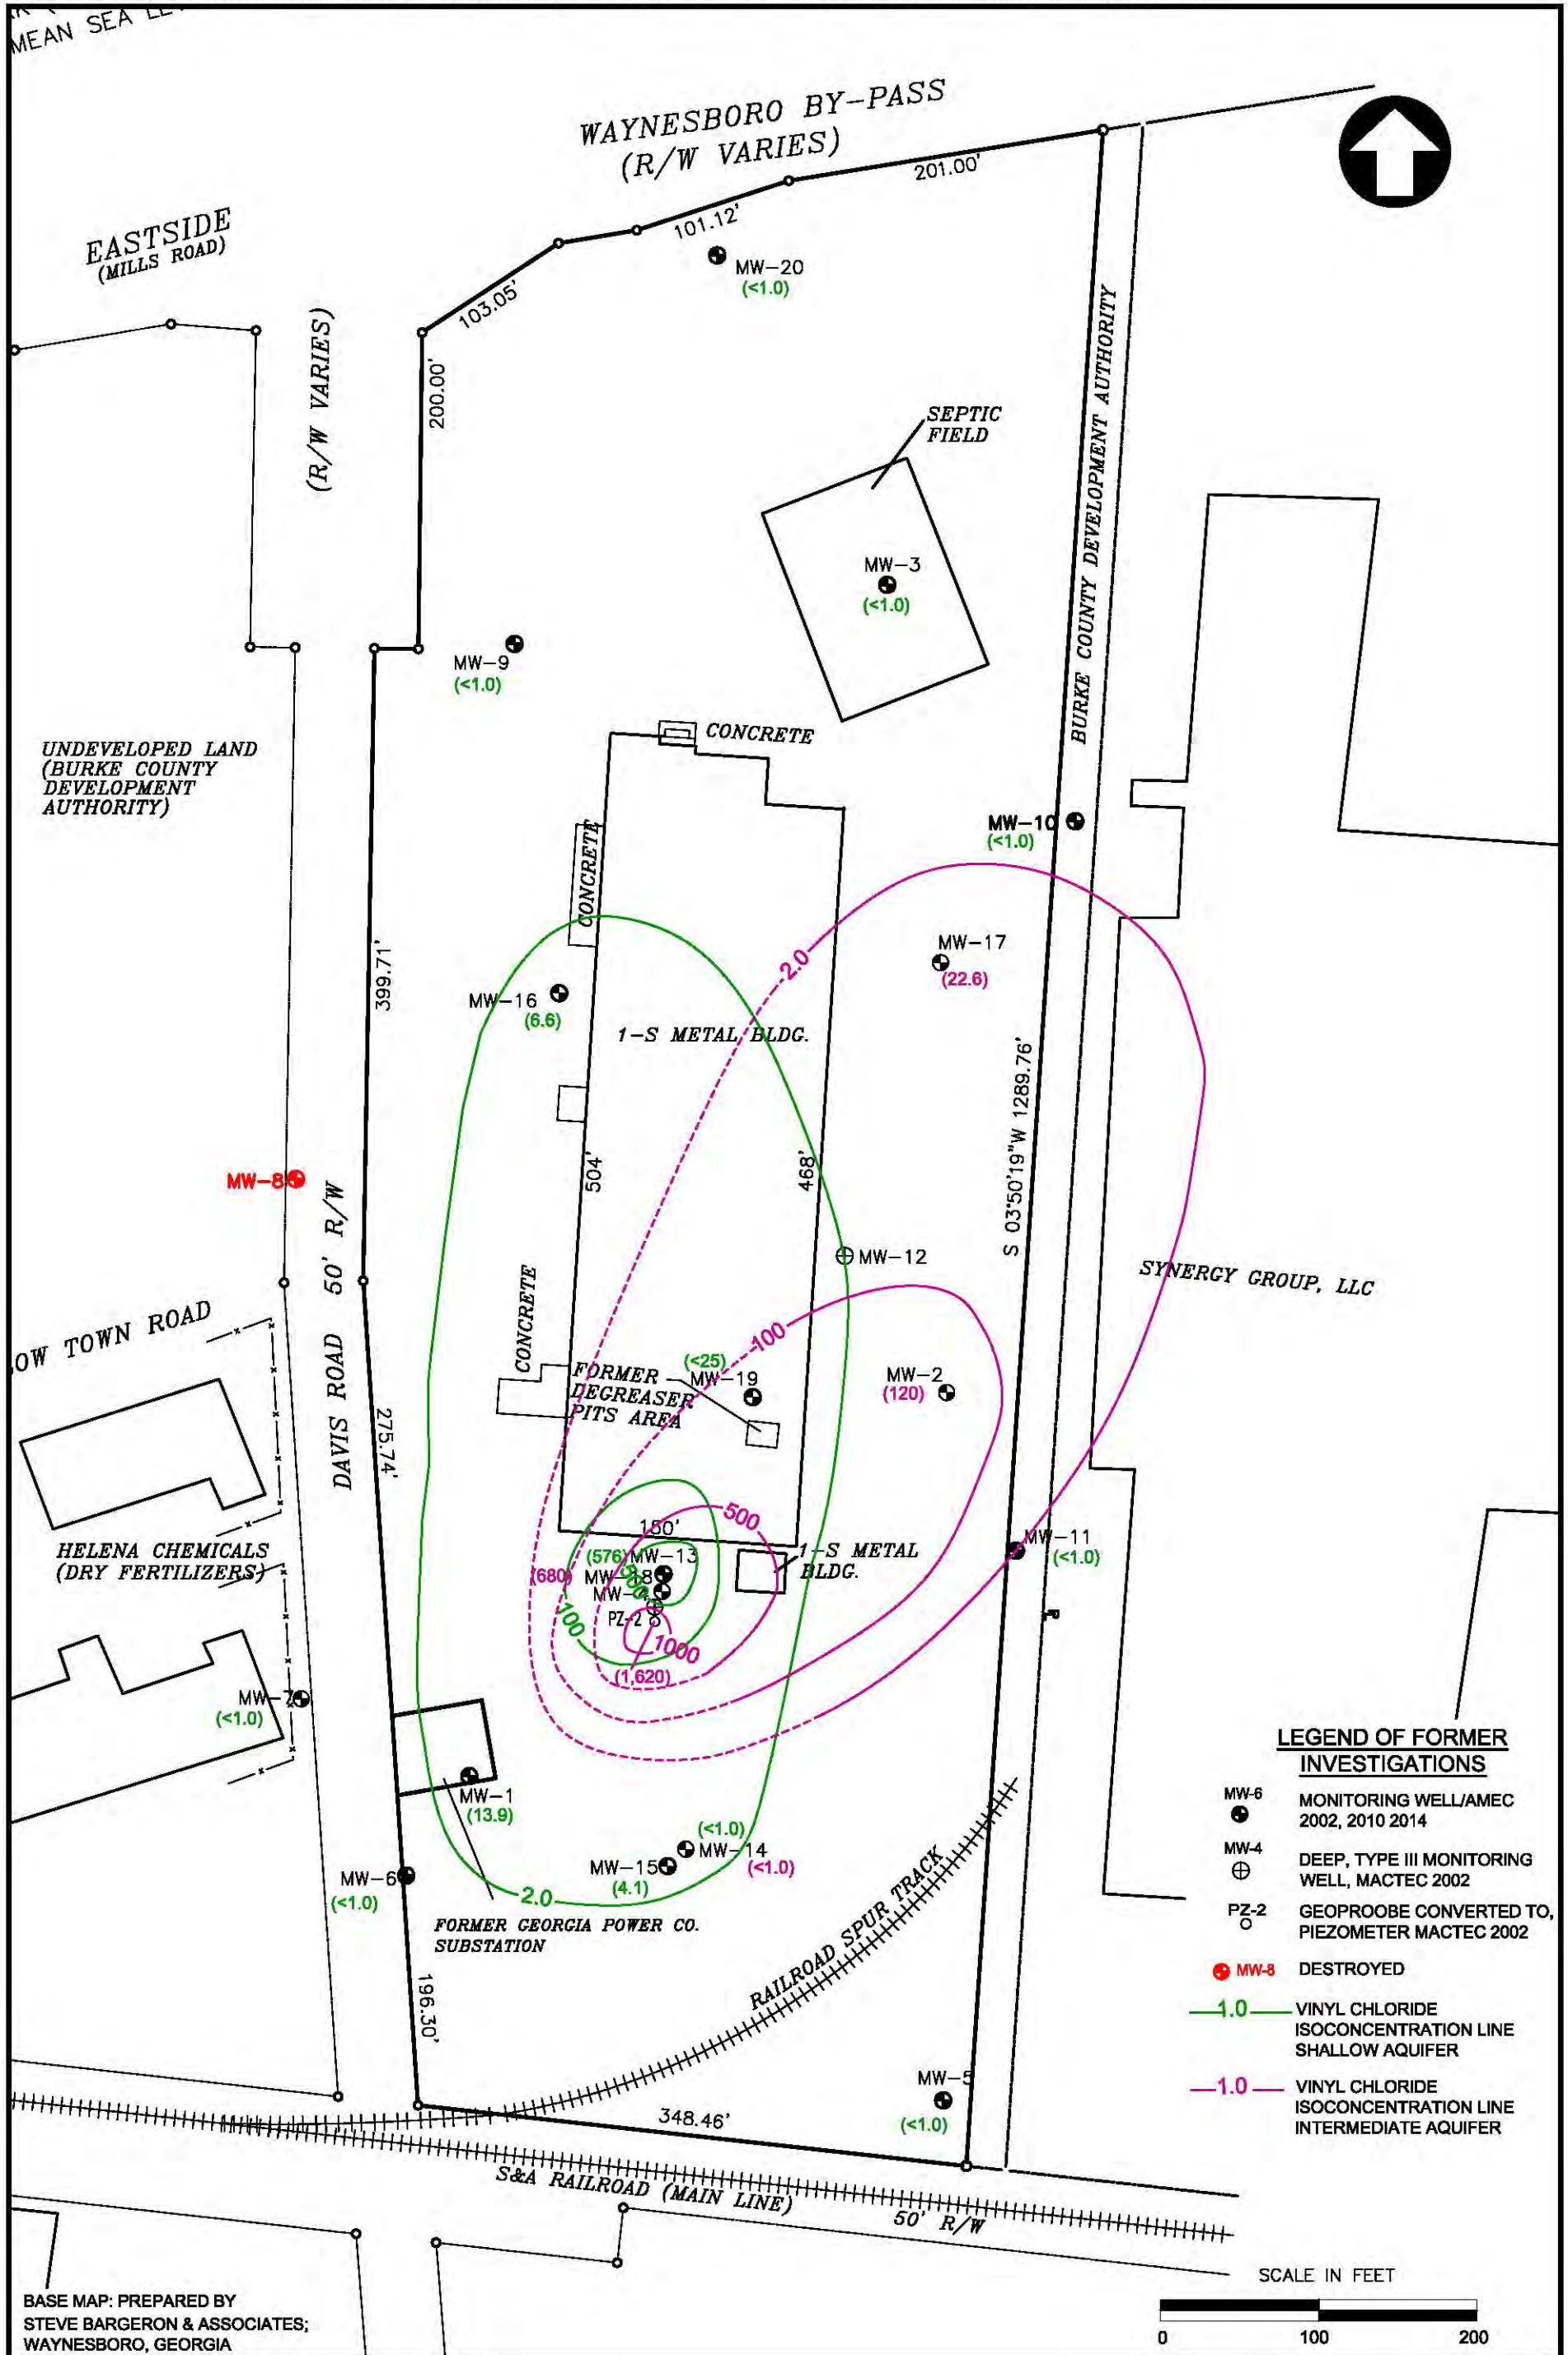 MEAN SEA
WAYNESBORO BY-PASS
(R/W VARIES)
201.00'
101.12'
103.05'
EASTSIDE
(MILLS ROAD)
(R/W VARIES)
200.00'
MW-20
(<1.0)
SEPTIC
FIELD
BURKE COUNTY DEVELOPMENT AUTHORITY
MW-3
(<1.0)
MW-9
(<1.0)
CONCRETE
UNDEVELOPED LAND
(BURKE COUNTY
DEVELOPMENT
AUTHORITY)
MW-10
(<1.0)
CONCRETE
399.71'
2.0
MW-17
(22.6)
MW-16
(6.6)
1-S METAL BLDG.
S 03°50'19"W 1289.76'
504'
468'
MW-8
DAVIS ROAD 50' R/W
MW-12
SYNERGY GROUP, LLC
OW TOWN ROAD
CONCRETE
100
(<25)
MW-19
FORMER
DEGREASER
PITS AREA
MW-2
(120)
275.74'
500
150'
HELENA CHEMICALS
(DRY FERTILIZERS)
(576)
MW-13
1-S METAL
BLDG.
MW-11
(<1.0)
(680)
MW-18
500
MW-4
PZ-2
100
1000
(1,620)
MW-7
(<1.0)
MW-1
(13.9)
(<1.0)
MW-14
(<1.0)
MW-15
(4.1)
MW-6
(<1.0)
2.0
FORMER GEORGIA POWER CO.
SUBSTATION
RAILROAD SPUR TRACK
196.30'
MW-5
(<1.0)
348.46'
S&A RAILROAD (MAIN LINE)
50' R/W
LEGEND OF FORMER
INVESTIGATIONS
MW-6
MONITORING WELL/AMEC
2002, 2010 2014
MW-4
DEEP, TYPE III MONITORING
WELL, MACTEC 2002
PZ-2
GEOPROOBE CONVERTED TO,
PIEZOMETER MACTEC 2002
MW-8
DESTROYED
1.0
VINYL CHLORIDE
ISOCONCENTRATION LINE
SHALLOW AQUIFER
1.0
VINYL CHLORIDE
ISOCONCENTRATION LINE
INTERMEDIATE AQUIFER
SCALE IN FEET
0 100 200
BASE MAP: PREPARED BY
STEVE BARGERON & ASSOCIATES;
WAYNESBORO, GEORGIA